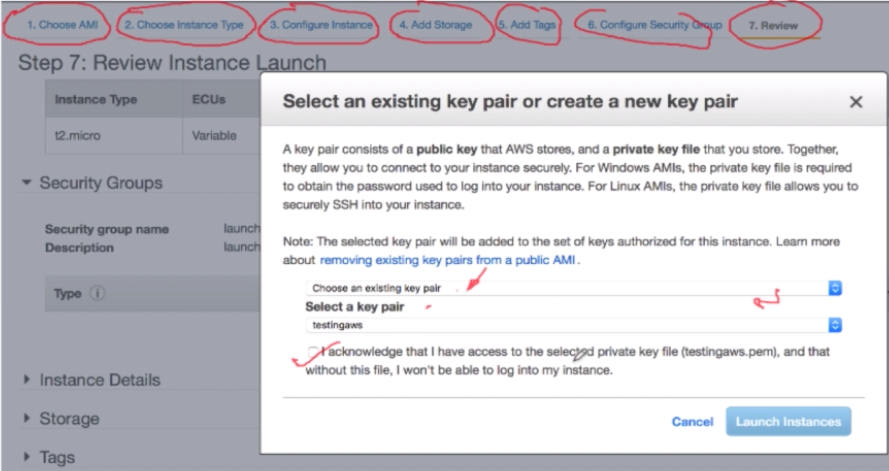 1. Choose AMI 2. Choose Instance Type 3. Configure Instance 4. Add Storage 5. Add Tags 6. Configure Security Group 7. Review
Step 7: Review Instance Launch
Instance Type ECUs
t2.micro Variable
Security Groups
Security group name launch
Description launch
Type
Instance Details
Storage
Tags
Select an existing key pair or create a new key pair
A key pair consists of a public key that AWS stores, and a private key file that you store. Together,
they allow you to connect to your instance securely. For Windows AMIs, the private key file is required
to obtain the password used to log into your instance. For Linux AMIs, the private key file allows you to
securely SSH into your instance.
Note: The selected key pair will be added to the set of keys authorized for this instance. Learn more
about removing existing key pairs from a public AMI.
Choose an existing key pair
Select a key pair
testingaws
I acknowledge that I have access to the selected private key file (testingaws.pem), and that
without this file, I won't be able to log into my instance.
Cancel Launch Instances